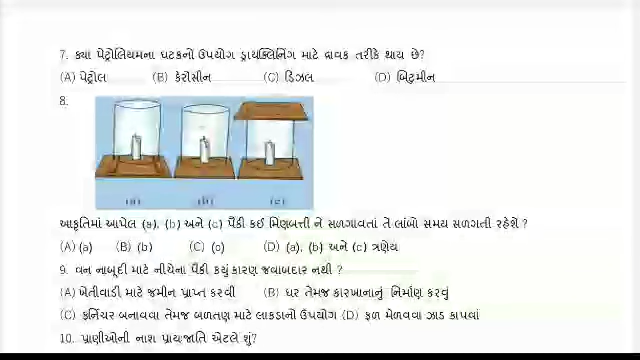 7. ક્યા પેટ્રોલિયમના ઘટકનો ઉપયોગ ડ્રાયક્લિનિંગ માટે દ્રાવક તરીકે થાય છે?
(A) પેટ્રોલ (B) કેરોસીન (C) ડિઝલ (D) બિટુમીન
8.
(a) (b) (c)
આકૃતિમાં આપેલ (a), (b) અને (c) પૈકી કઈ મિણબત્તી ને સળગાવતાં તે લાંબો સમય સળગતી રહેશે ?
(A) (a) (B) (b) (C) (c) (D) (a), (b) અને (c) ત્રણેય
9. વન નાબૂદી માટે નીચેના પૈકી કયું કારણ જવાબદાર નથી ?
(A) ખેતીવાડી માટે જમીન પ્રાપ્ત કરવી (B) ઘર તેમજ કારખાનાનું નિર્માણ કરવું
(C) ફર્નિચર બનાવવા તેમજ બળતણ માટે લાકડાનો ઉપયોગ (D) ફળ મેળવવા ઝાડ કાપવાં
10. પ્રાણીઓની નાશ પ્રાયઃજાતિ એટલે શું?